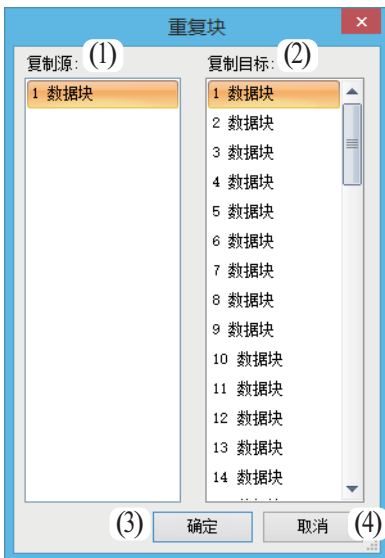 重复块
复制源: (1)
复制目标: (2)
1 数据块
1 数据块
2 数据块
3 数据块
4 数据块
5 数据块
6 数据块
7 数据块
8 数据块
9 数据块
10 数据块
11 数据块
12 数据块
13 数据块
14 数据块
(3) 确定
取消 (4)